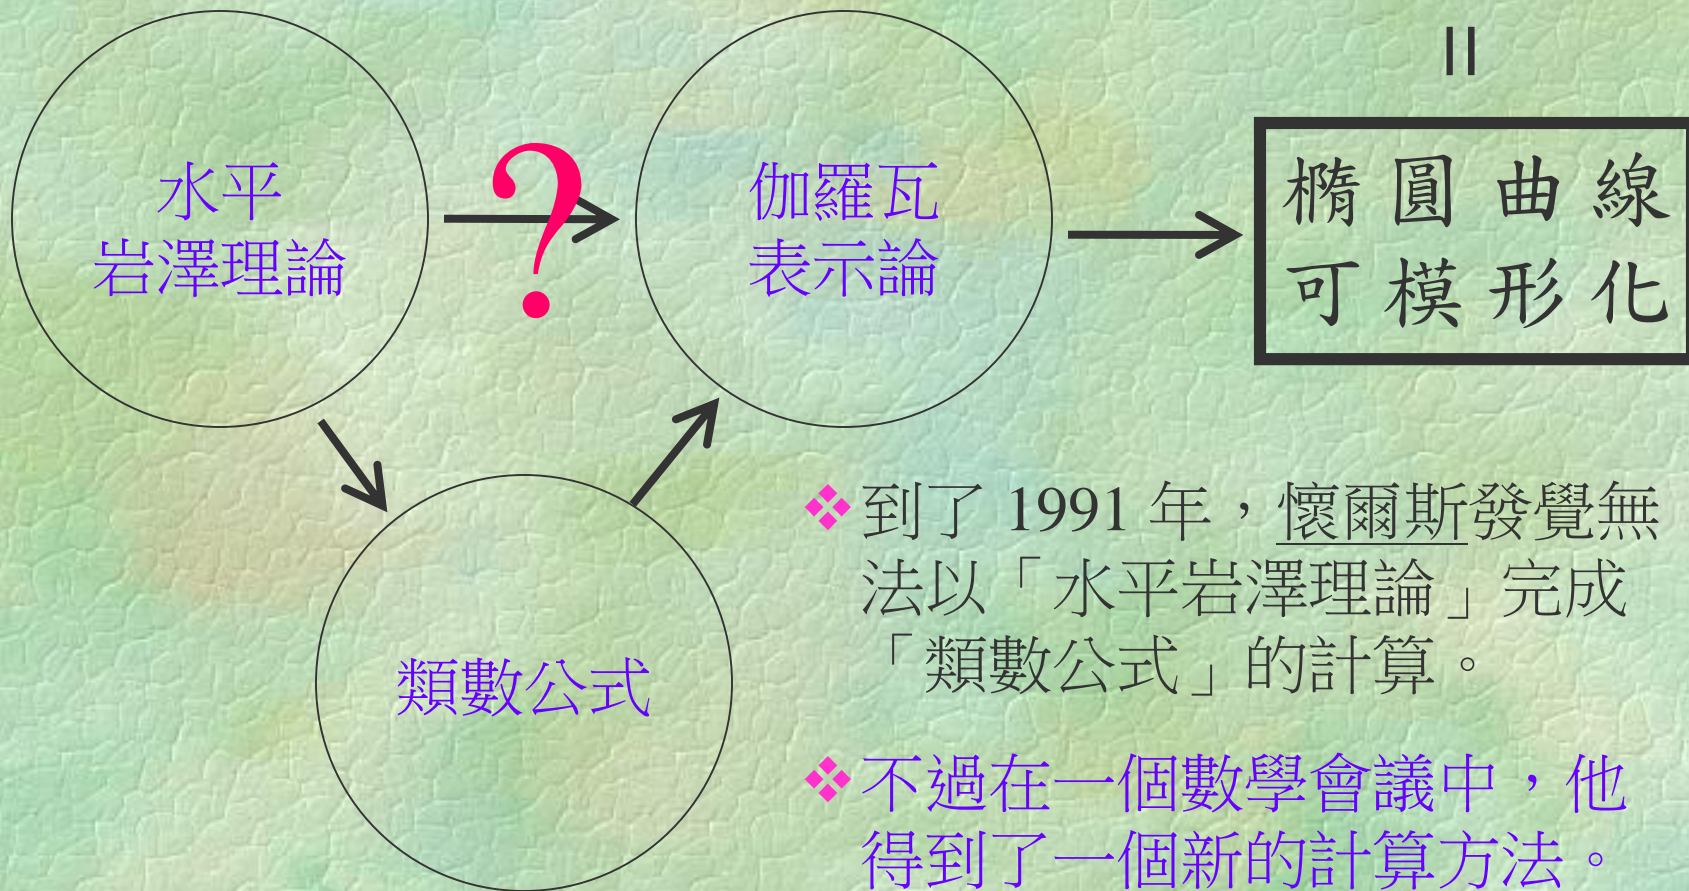 水平
岩澤理論
?
伽羅瓦
表示論
=
橢圓曲線
可模形化
類數公式
到了 1991 年，懷爾斯發覺無
法以「水平岩澤理論」完成
「類數公式」的計算。
不過在一個數學會議中，他
得到了一個新的計算方法。